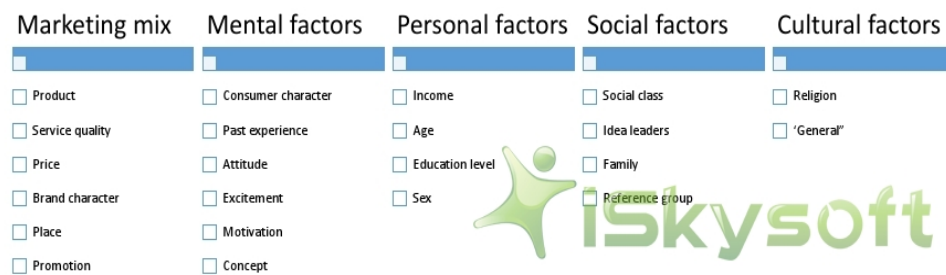 Marketing mix
Product
Service quality
Price
Brand character
Place
Promotion
Mental factors
Consumer character
Past experience
Attitude
Excitement
Motivation
Concept
Personal factors
Income
Age
Education level
Sex
Social factors
Social class
Idea leaders
Family
Reference group
Cultural factors
Religion
‘General”
iSkysoft